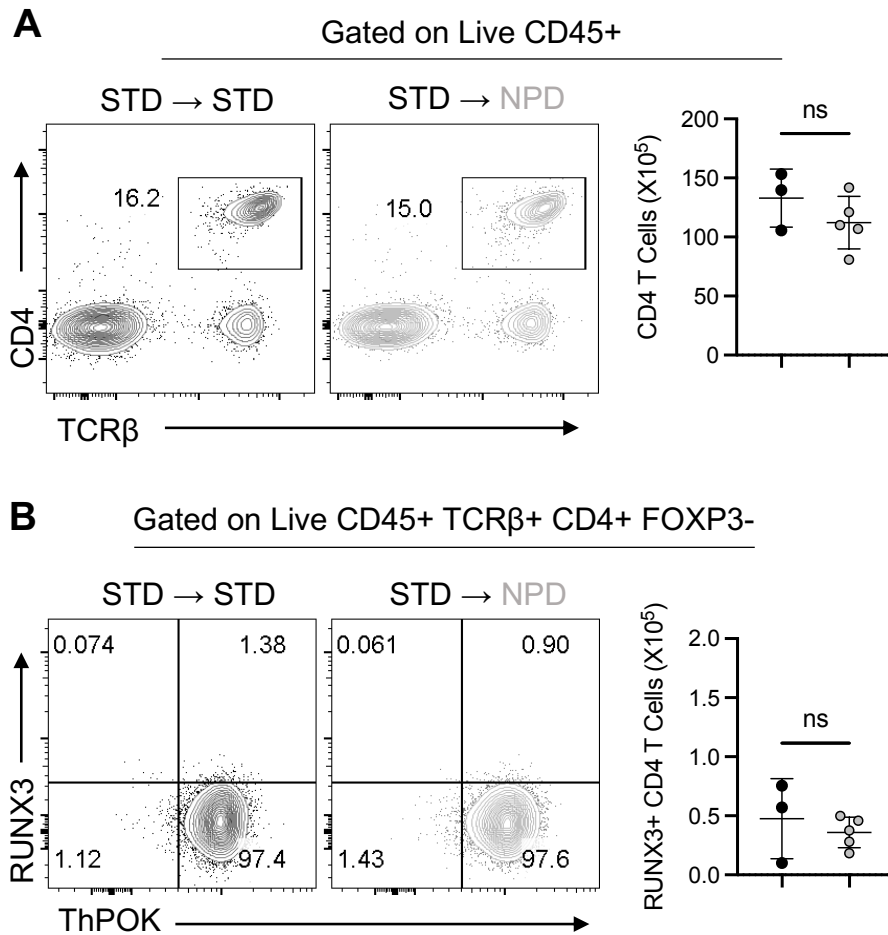 A
Gated on Live CD45+
STD → STD
STD → NPD
16.2
15.0
CD4
TCRβ
ns
CD4 T Cells (X10⁵)
200
150
100
50
0
B
Gated on Live CD45+ TCRβ+ CD4+ FOXP3-
STD → STD
STD → NPD
0.074
1.38
1.12
97.4
0.061
0.90
1.43
97.6
RUNX3
ThPOK
ns
RUNX3+ CD4 T Cells (X10⁵)
2.0
1.5
1.0
0.5
0.0